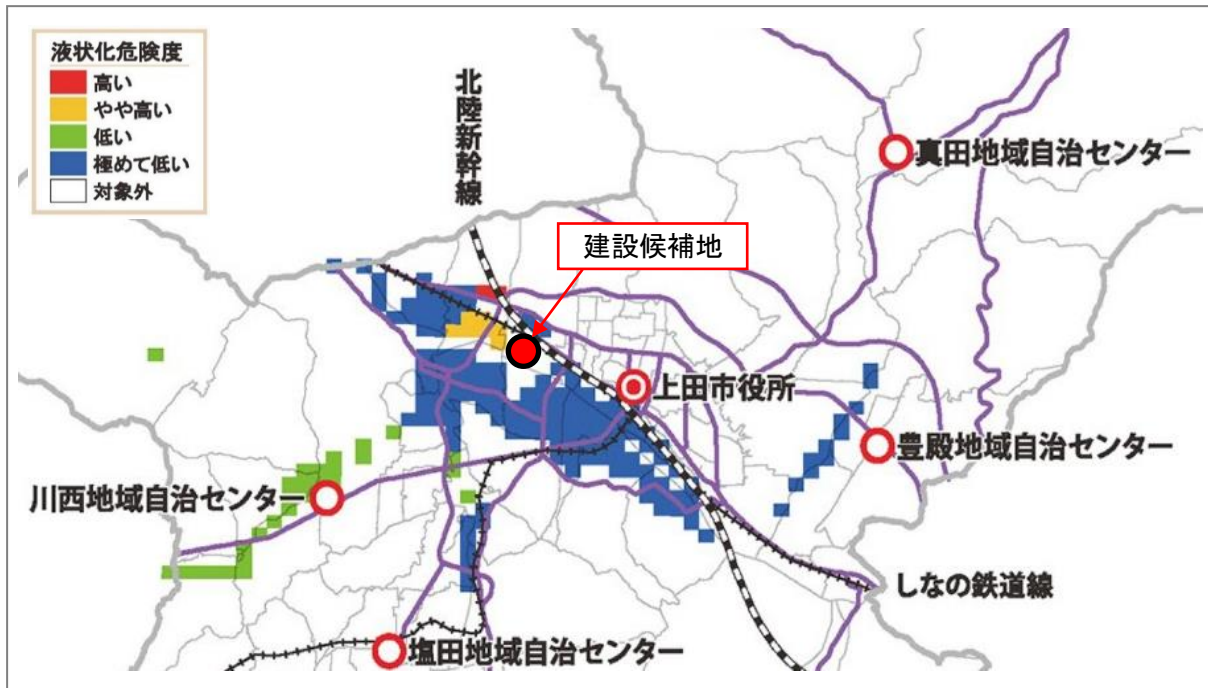 液状化危険度
高い
やや高い
低い
極めて低い
対象外
北陸新幹線
真田地域自治センター
建設候補地
上田市役所
豊殿地域自治センター
川西地域自治センター
しなの鉄道線
塩田地域自治センター